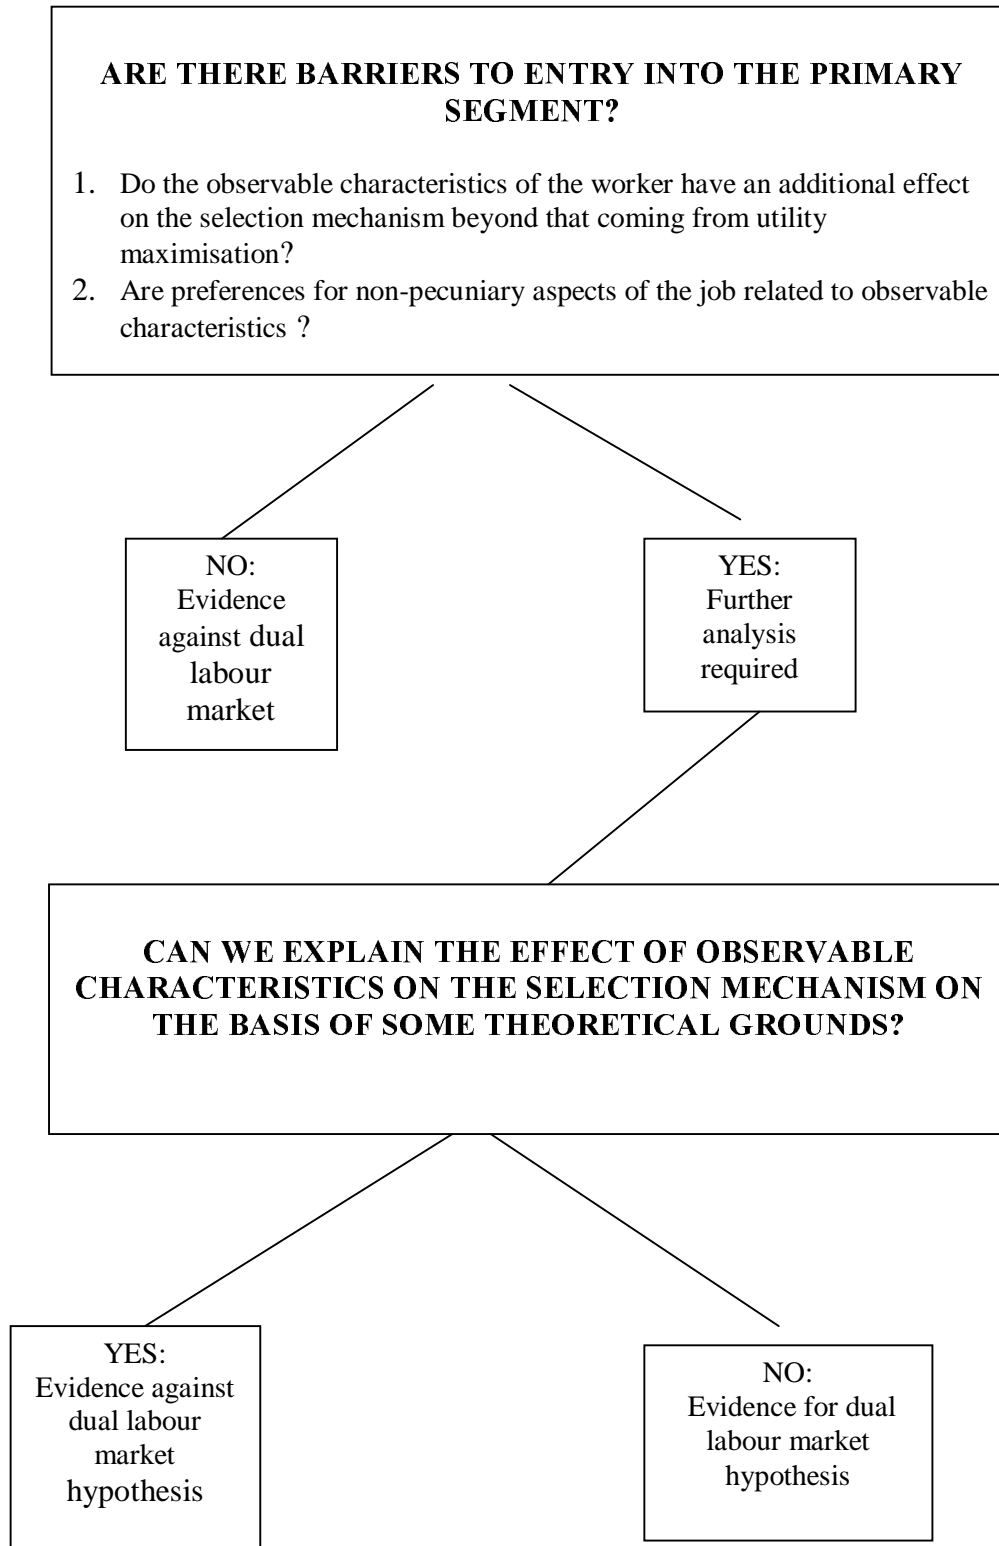 ARE THERE BARRIERS TO ENTRY INTO THE PRIMARY
SEGMENT?
1. Do the observable characteristics of the worker have an additional effect
on the selection mechanism beyond that coming from utility
maximisation?
2. Are preferences for non-pecuniary aspects of the job related to observable
characteristics ?
NO:
Evidence
against dual
labour
market
YES:
Further
analysis
required
CAN WE EXPLAIN THE EFFECT OF OBSERVABLE
CHARACTERISTICS ON THE SELECTION MECHANISM ON
THE BASIS OF SOME THEORETICAL GROUNDS?
YES:
Evidence against
dual labour
market
hypothesis
NO:
Evidence for dual
labour market
hypothesis